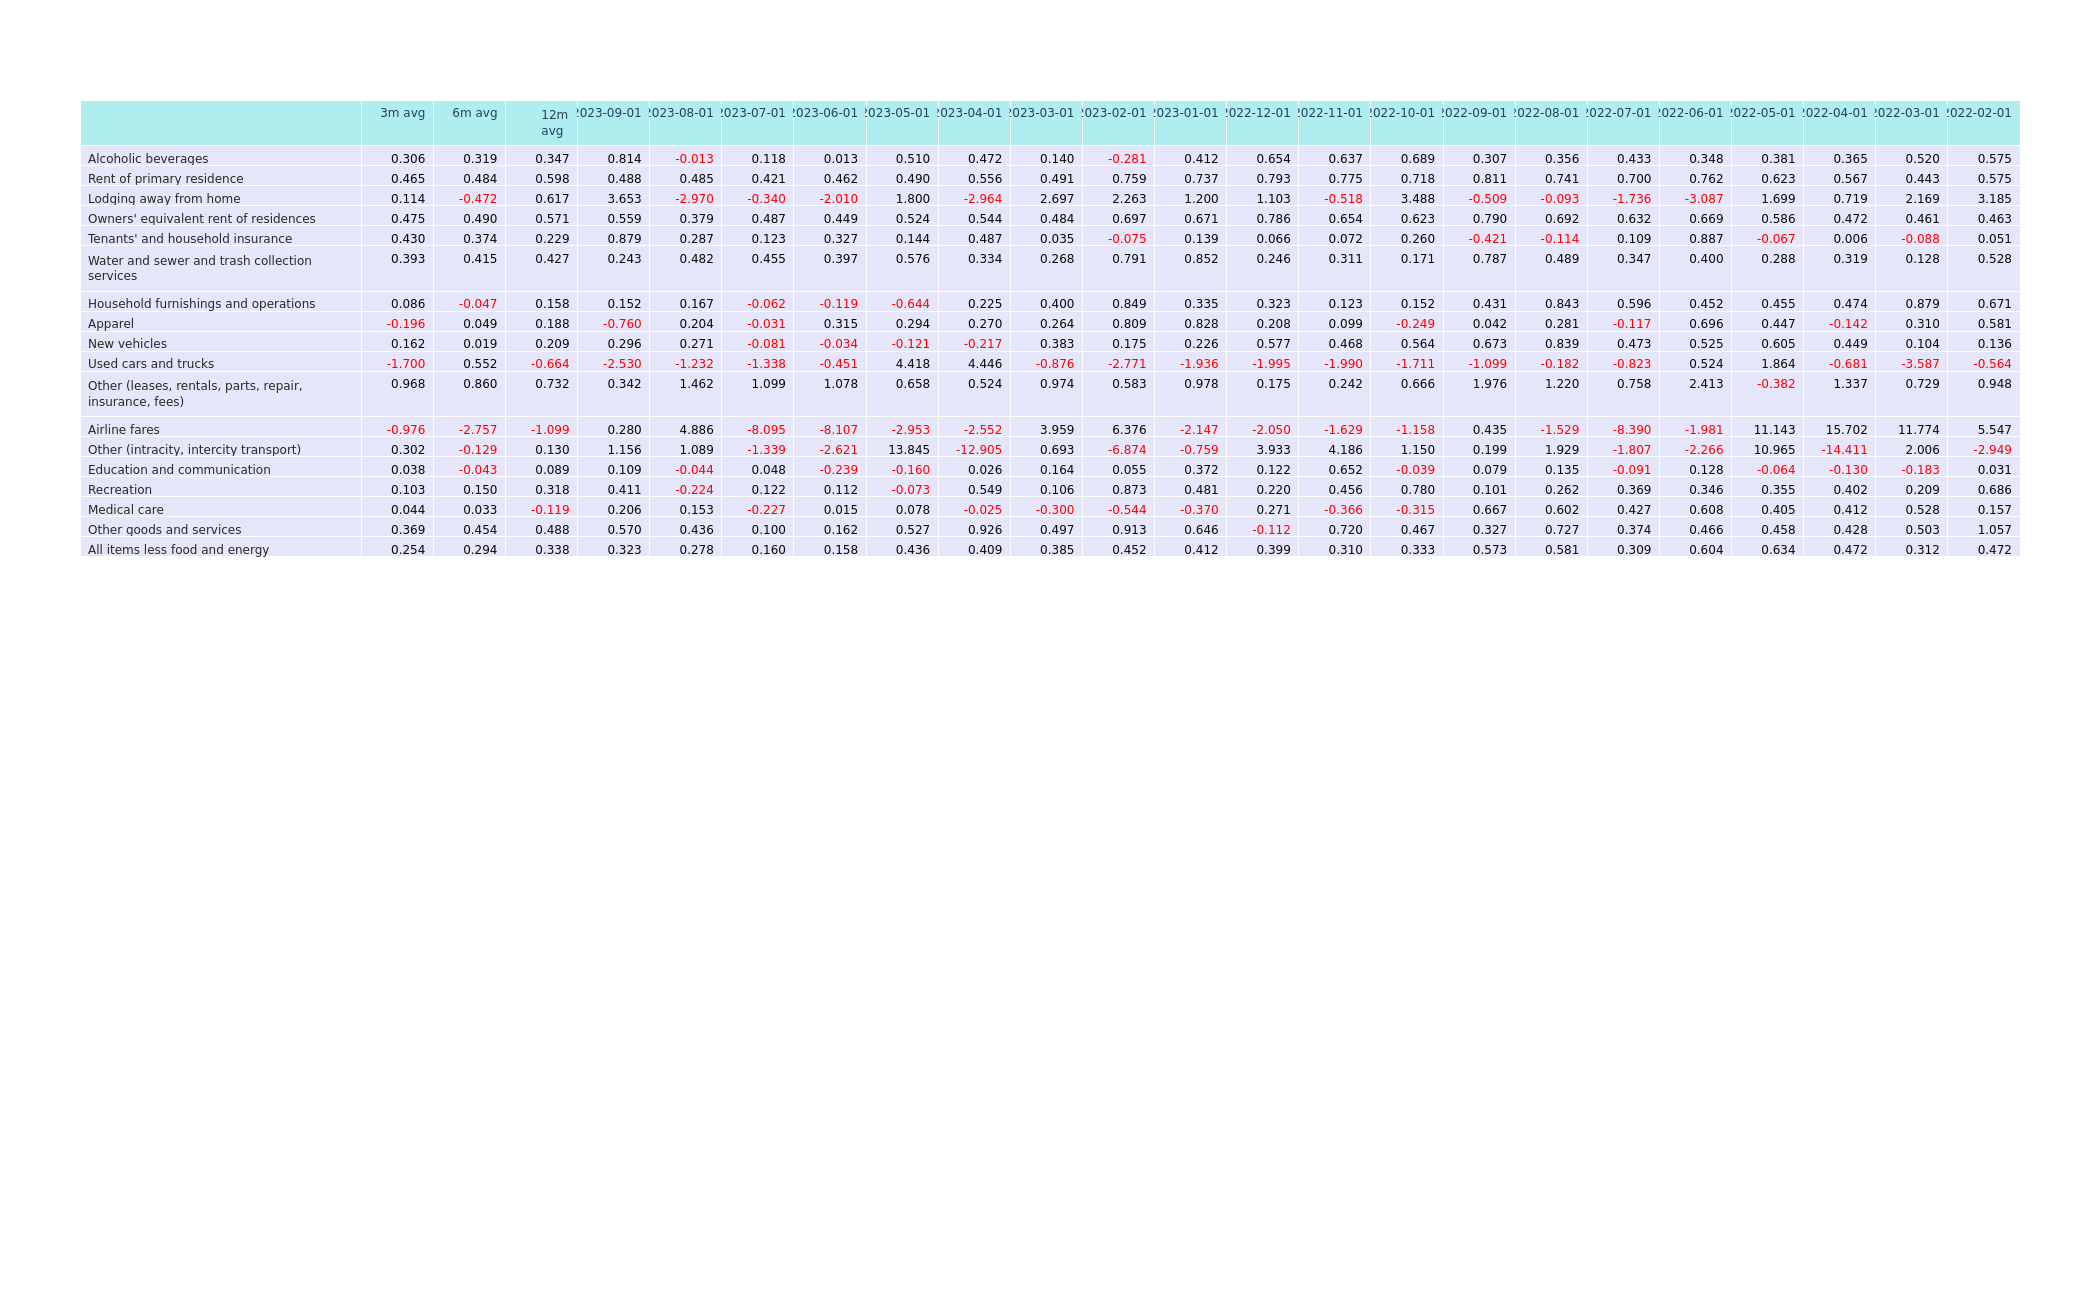 3m avg 6m avg 12m avg 2023-09-01 2023-08-01 2023-07-01 2023-06-01 2023-05-01 2023-04-01 2023-03-01 2023-02-01 2023-01-01 2022-12-01 2022-11-01 2022-10-01 2022-09-01 2022-08-01 2022-07-01 2022-06-01 2022-05-01 2022-04-01 2022-03-01 2022-02-01
Alcoholic beverages 0.306 0.319 0.347 0.814 -0.013 0.118 0.013 0.510 0.472 0.140 -0.281 0.412 0.654 0.637 0.689 0.307 0.356 0.433 0.348 0.381 0.365 0.520 0.575
Rent of primary residence 0.465 0.484 0.598 0.488 0.485 0.421 0.462 0.490 0.556 0.491 0.759 0.737 0.793 0.775 0.718 0.811 0.741 0.700 0.762 0.623 0.567 0.443 0.575
Lodging away from home 0.114 -0.472 0.617 3.653 -2.970 -0.340 -2.010 1.800 -2.964 2.697 2.263 1.200 1.103 -0.518 3.488 -0.509 -0.093 -1.736 -3.087 1.699 0.719 2.169 3.185
Owners' equivalent rent of residences 0.475 0.490 0.571 0.559 0.379 0.487 0.449 0.524 0.544 0.484 0.697 0.671 0.786 0.654 0.623 0.790 0.692 0.632 0.669 0.586 0.472 0.461 0.463
Tenants' and household insurance 0.430 0.374 0.229 0.879 0.287 0.123 0.327 0.144 0.487 0.035 -0.075 0.139 0.066 0.072 0.260 -0.421 -0.114 0.109 0.887 -0.067 0.006 -0.088 0.051
Water and sewer and trash collection 0.393 0.415 0.427 0.243 0.482 0.455 0.397 0.576 0.334 0.268 0.791 0.852 0.246 0.311 0.171 0.787 0.489 0.347 0.400 0.288 0.319 0.128 0.528
services
Household furnishings and operations 0.086 -0.047 0.158 0.152 0.167 -0.062 -0.119 -0.644 0.225 0.400 0.849 0.335 0.323 0.123 0.152 0.431 0.843 0.596 0.452 0.455 0.474 0.879 0.671
Apparel -0.196 0.049 0.188 -0.760 0.204 -0.031 0.315 0.294 0.270 0.264 0.809 0.828 0.208 0.099 -0.249 0.042 0.281 -0.117 0.696 0.447 -0.142 0.310 0.581
New vehicles 0.162 0.019 0.209 0.296 0.271 -0.081 -0.034 -0.121 -0.217 0.383 0.175 0.226 0.577 0.468 0.564 0.673 0.839 0.473 0.525 0.605 0.449 0.104 0.136
Used cars and trucks -1.700 0.552 -0.664 -2.530 -1.232 -1.338 -0.451 4.418 4.446 -0.876 -2.771 -1.936 -1.995 -1.990 -1.711 -1.099 -0.182 -0.823 0.524 1.864 -0.681 -3.587 -0.564
Other (leases, rentals, parts, repair, 0.968 0.860 0.732 0.342 1.462 1.099 1.078 0.658 0.524 0.974 0.583 0.978 0.175 0.242 0.666 1.976 1.220 0.758 2.413 -0.382 1.337 0.729 0.948
insurance, fees)
Airline fares -0.976 -2.757 -1.099 0.280 4.886 -8.095 -8.107 -2.953 -2.552 3.959 6.376 -2.147 -2.050 -1.629 -1.158 0.435 -1.529 -8.390 -1.981 11.143 15.702 11.774 5.547
Other (intracity, intercity transport) 0.302 -0.129 0.130 1.156 1.089 -1.339 -2.621 13.845 -12.905 0.693 -6.874 -0.759 3.933 4.186 1.150 0.199 1.929 -1.807 -2.266 10.965 -14.411 2.006 -2.949
Education and communication 0.038 -0.043 0.089 0.109 -0.044 0.048 -0.239 -0.160 0.026 0.164 0.055 0.372 0.122 0.652 -0.039 0.079 0.135 -0.091 0.128 -0.064 -0.130 -0.183 0.031
Recreation 0.103 0.150 0.318 0.411 -0.224 0.122 0.112 -0.073 0.549 0.106 0.873 0.481 0.220 0.456 0.780 0.101 0.262 0.369 0.346 0.355 0.402 0.209 0.686
Medical care 0.044 0.033 -0.119 0.206 0.153 -0.227 0.015 0.078 -0.025 -0.300 -0.544 -0.370 0.271 -0.366 -0.315 0.667 0.602 0.427 0.608 0.405 0.412 0.528 0.157
Other goods and services 0.369 0.454 0.488 0.570 0.436 0.100 0.162 0.527 0.926 0.497 0.913 0.646 -0.112 0.720 0.467 0.327 0.727 0.374 0.466 0.458 0.428 0.503 1.057
All items less food and energy 0.254 0.294 0.338 0.323 0.278 0.160 0.158 0.436 0.409 0.385 0.452 0.412 0.399 0.310 0.333 0.573 0.581 0.309 0.604 0.634 0.472 0.312 0.472